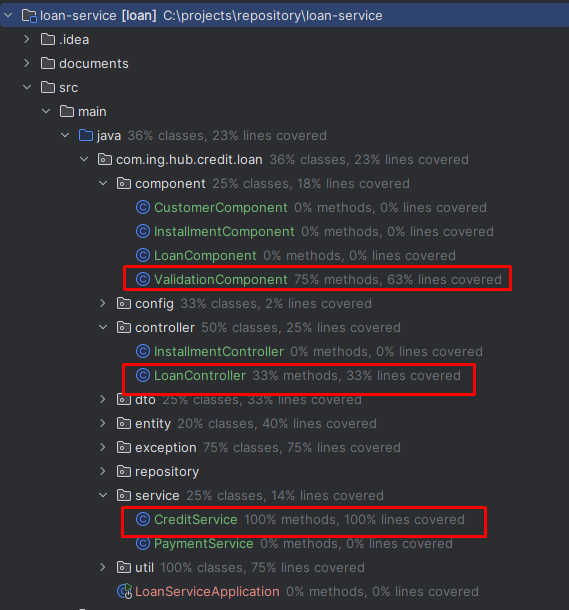 loan-service [loan] C:\projects\repository\loan-service
.idea
documents
src
main
java 36% classes, 23% lines covered
com.ing.hub.credit.loan 36% classes, 23% lines covered
component 25% classes, 18% lines covered
CustomerComponent 0% methods, 0% lines covered
InstallmentComponent 0% methods, 0% lines covered
LoanComponent 0% methods, 0% lines covered
ValidationComponent 75% methods, 63% lines covered
config 33% classes, 2% lines covered
controller 50% classes, 25% lines covered
InstallmentController 0% methods, 0% lines covered
LoanController 33% methods, 33% lines covered
dto 25% classes, 33% lines covered
entity 20% classes, 40% lines covered
exception 75% classes, 75% lines covered
repository
service 25% classes, 14% lines covered
CreditService 100% methods, 100% lines covered
PaymentService 0% methods, 0% lines covered
util 100% classes, 75% lines covered
LoanServiceApplication 0% methods, 0% lines covered